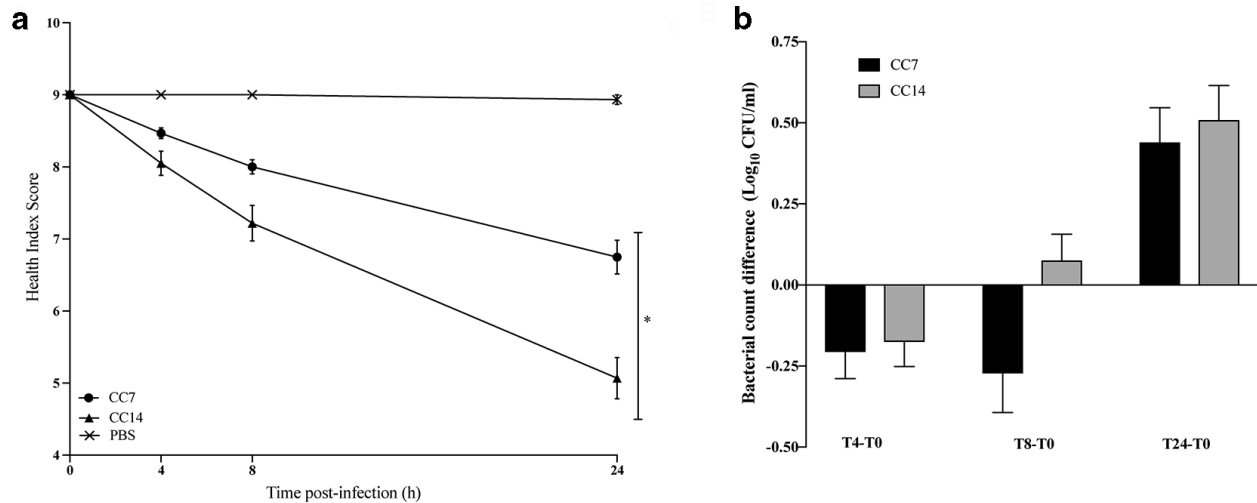 a
10
9
8
7
6
5
4
Health Index Score
CC7
CC14
PBS
*
0 4 8 24
Time post-infection (h)
b
0.75
0.50
0.25
0.00
-0.25
-0.50
Bacterial count difference (Log10 CFU/ml)
CC7
CC14
T4-T0 T8-T0 T24-T0